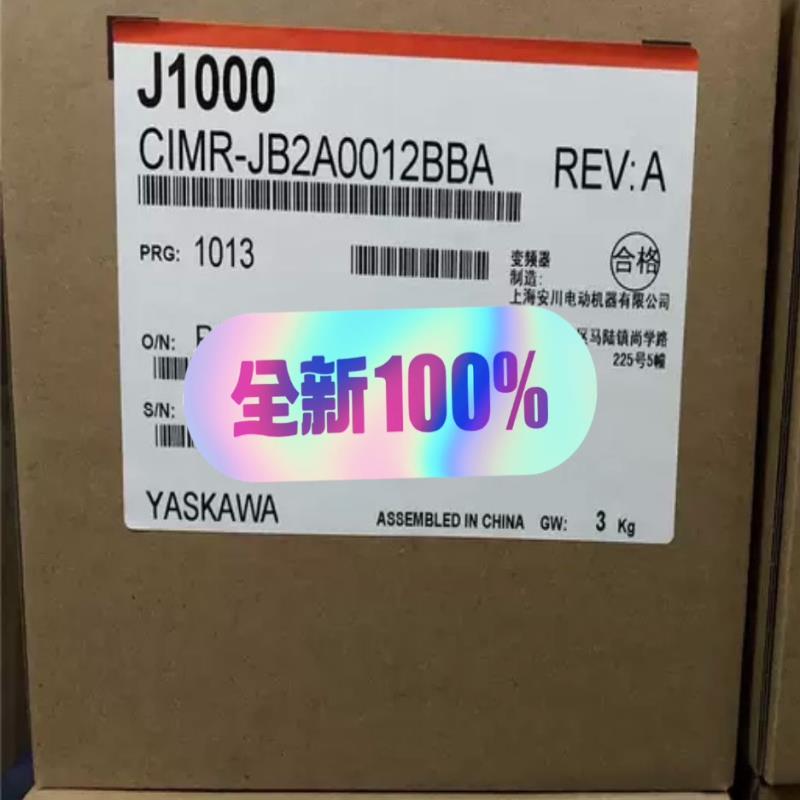 J1000
CIMR-JB2A0012BBA
REV: A
PRG: 1013
变频器
合格
制造:
上海安川电动机器有限公司
马陆镇尚学路
225号5幢
O/N:
全新100%
S/N:
YASKAWA
ASSEMBLED IN CHINA GW: 3 Kg